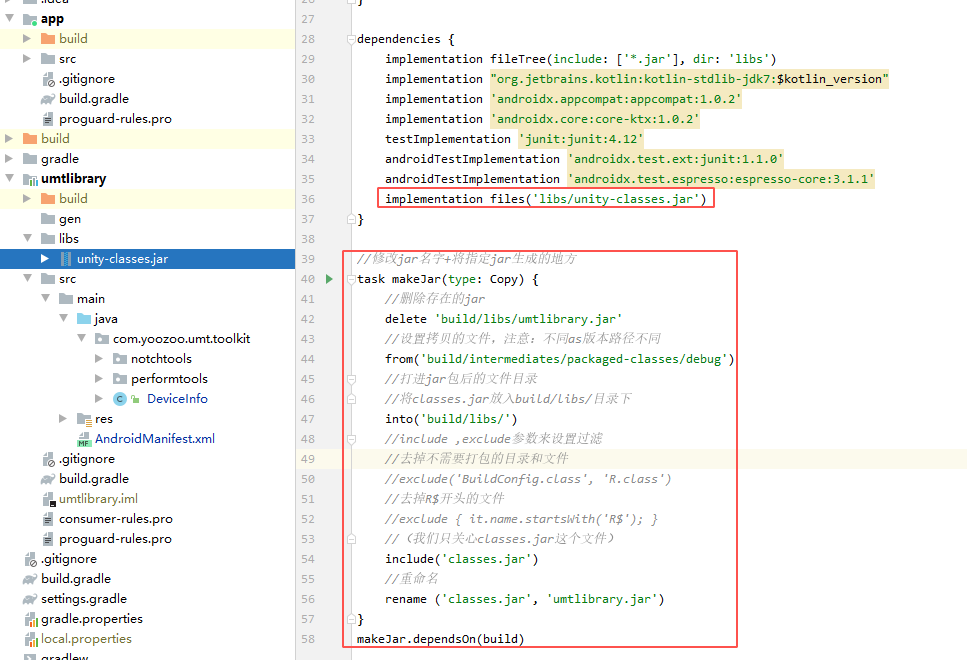 .idea
app
build
src
.gitignore
build.gradle
proguard-rules.pro
build
gradle
umtlibrary
build
gen
libs
unity-classes.jar
src
main
java
com.yoozoo.umt.toolkit
notchtools
performtools
C DeviceInfo
res
MF AndroidManifest.xml
.gitignore
build.gradle
umtlibrary.iml
consumer-rules.pro
proguard-rules.pro
.gitignore
build.gradle
settings.gradle
gradle.properties
local.properties
gradlew
26 }
27
28 dependencies {
29 implementation fileTree(include: ['*.jar'], dir: 'libs')
30 implementation "org.jetbrains.kotlin:kotlin-stdlib-jdk7:$kotlin_version"
31 implementation 'androidx.appcompat:appcompat:1.0.2'
32 implementation 'androidx.core:core-ktx:1.0.2'
33 testImplementation 'junit:junit:4.12'
34 androidTestImplementation 'androidx.test.ext:junit:1.1.0'
35 androidTestImplementation 'androidx.test.espresso:espresso-core:3.1.1'
36 implementation files('libs/unity-classes.jar')
37 }
38
39 //修改jar名字+将指定jar生成的地方
40 task makeJar(type: Copy) {
41 //删除存在的jar
42 delete 'build/libs/umtlibrary.jar'
43 //设置拷贝的文件，注意：不同as版本路径不同
44 from('build/intermediates/packaged-classes/debug')
45 //打进jar包后的文件目录
46 //将classes.jar放入build/libs/目录下
47 into('build/libs/')
48 //include ,exclude参数来设置过滤
49 //去掉不需要打包的目录和文件
50 //exclude('BuildConfig.class', 'R.class')
51 //去掉R$开头的文件
52 //exclude { it.name.startsWith('R$'); }
53 //（我们只关心classes.jar这个文件）
54 include('classes.jar')
55 //重命名
56 rename ('classes.jar', 'umtlibrary.jar')
57 }
58 makeJar.dependsOn(build)